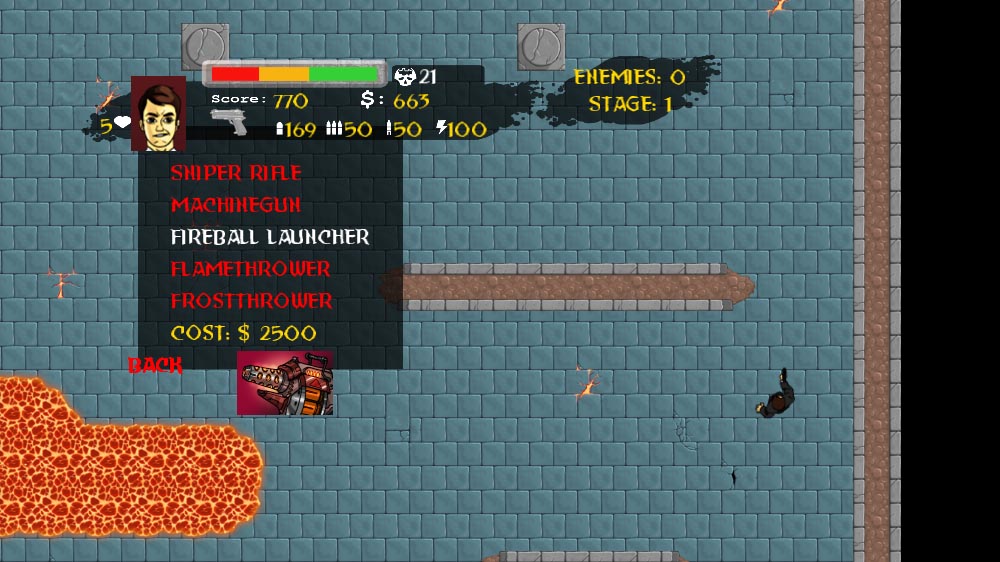 21
ENEMIES: 0
Score: 770 $: 663
STAGE: 1
5 169 50 50 100
SNIPER RIFLE
MACHINEGUN
FIREBALL LAUNCHER
FLAMETHROWER
FROSTTHROWER
COST: $ 2500
BACK